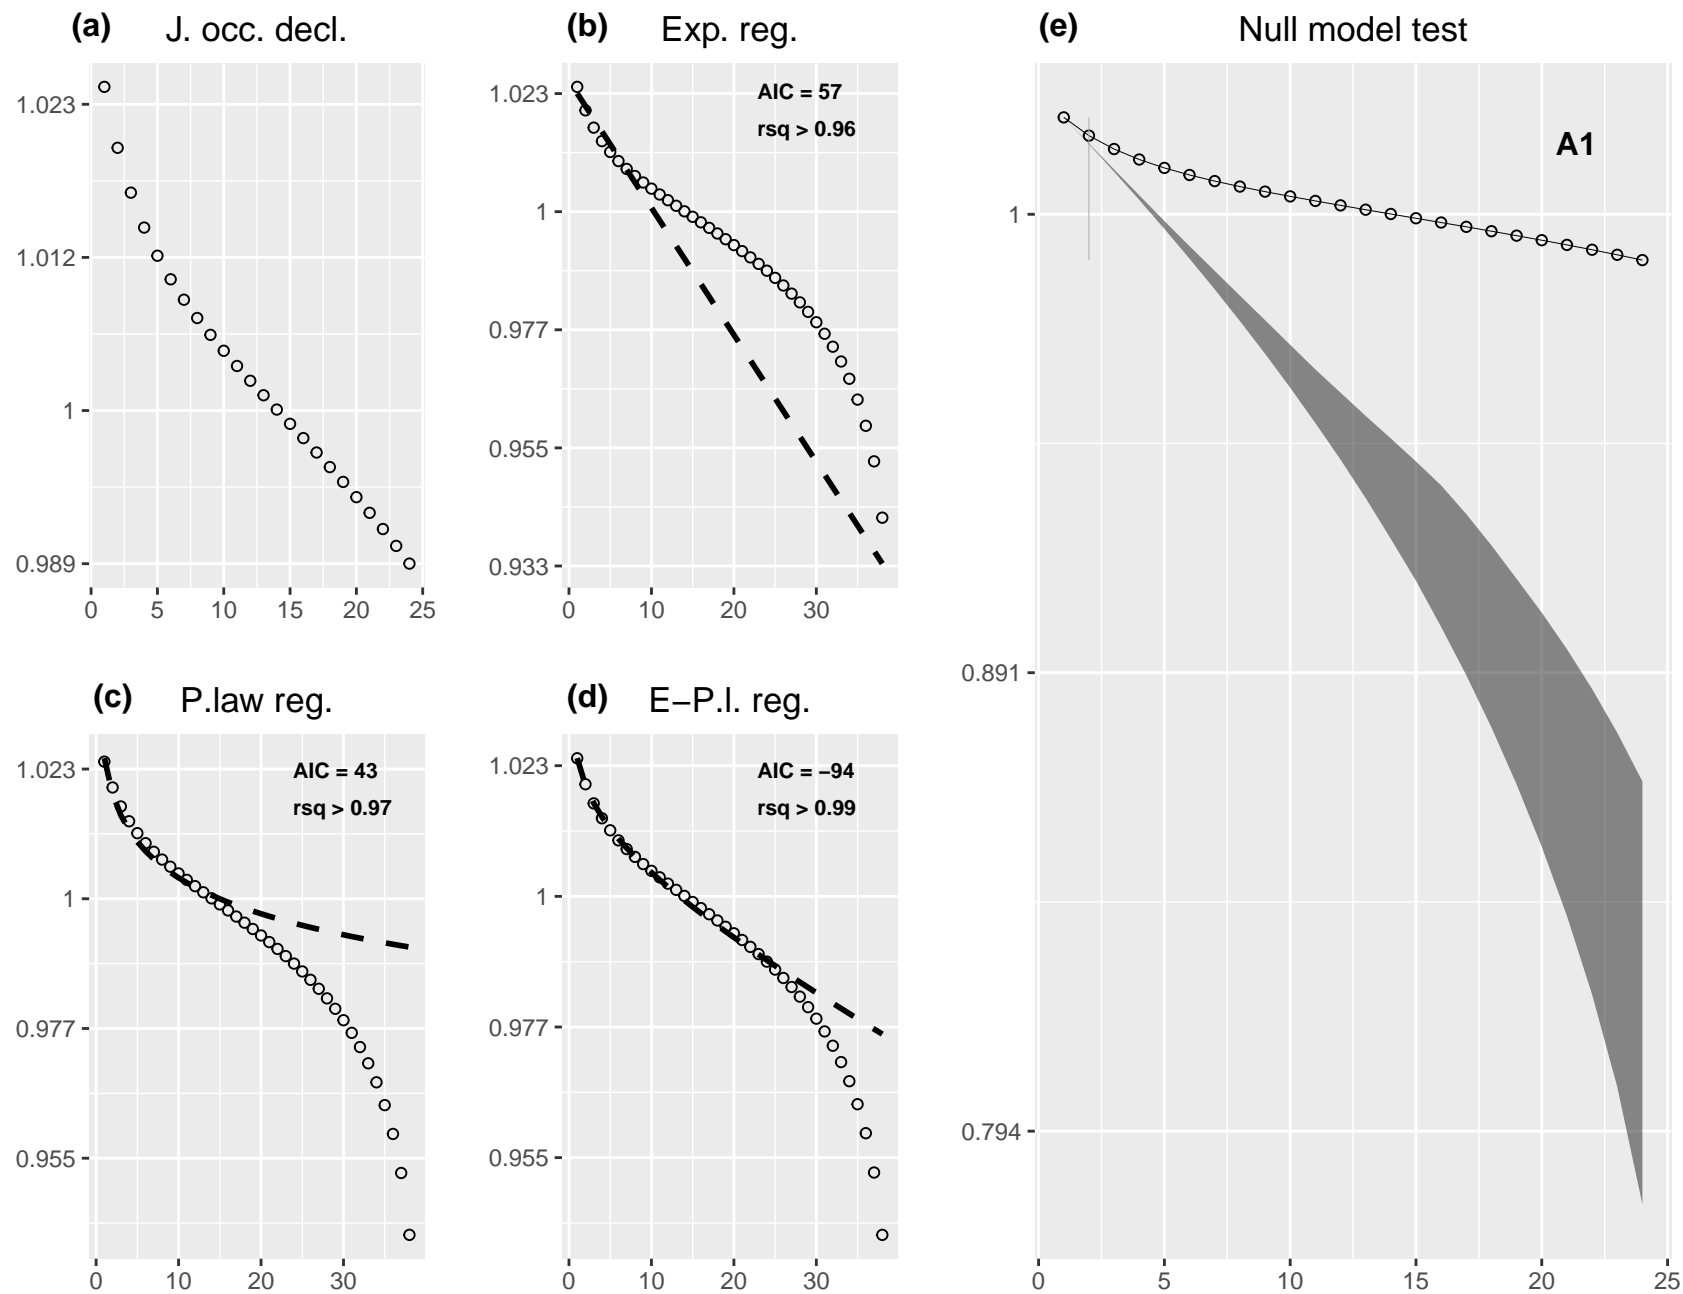 (a) J. occ. decl.
1.023
1.012
1
0.989
0 5 10 15 20 25
(b) Exp. reg.
AIC = 57
rsq > 0.96
1.023
1
0.977
0.955
0.933
0 10 20 30
(c) P.law reg.
AIC = 43
rsq > 0.97
1.023
1
0.977
0.955
0 10 20 30
(d) E−P.l. reg.
AIC = −94
rsq > 0.99
1.023
1
0.977
0.955
0 10 20 30
(e) Null model test
A1
1
0.891
0.794
0 5 10 15 20 25